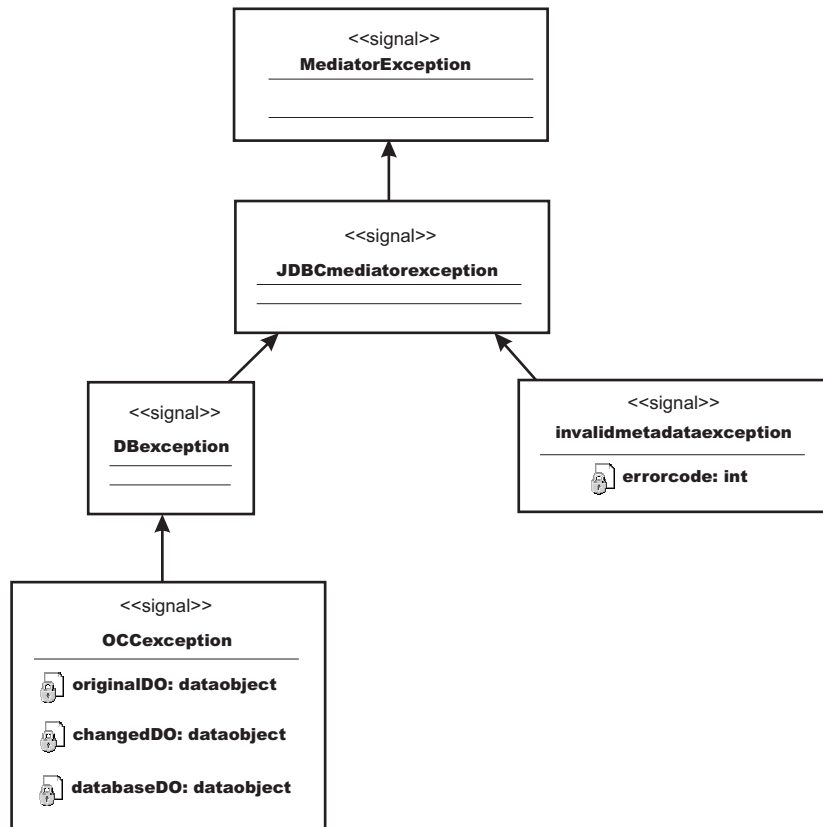 <<signal>>
MediatorException
<<signal>>
JDBCmediatorexception
<<signal>>
DBexception
<<signal>>
invalidmetadataexception
errorcode: int
<<signal>>
OCCexception
originalDO: dataobject
changedDO: dataobject
databaseDO: dataobject